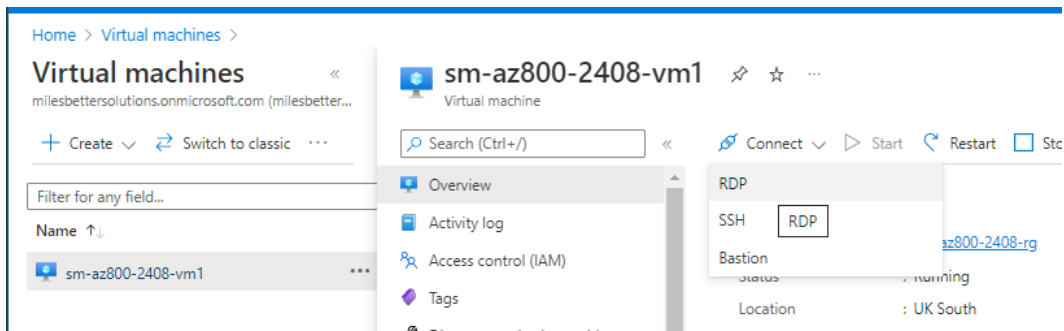 Home > Virtual machines >
Virtual machines «
milesbettersolutions.onmicrosoft.com (milesbetter...
+ Create Switch to classic ...
Filter for any field...
Name ↑↓
sm-az800-2408-vm1 ...
sm-az800-2408-vm1 ...
Virtual machine
Search (Ctrl+/) «
Overview
Activity log
Access control (IAM)
Tags
Connect Start Restart Sto
RDP
SSH RDP
Bastion
az800-2408-rg
Status : Running
Location : UK South